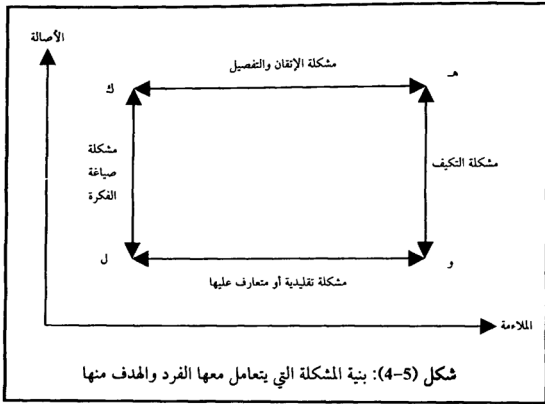 الأصالة
مشكلة الإتقان والتفصيل
هـ
ك
مشكلة
صياغة
الفكرة
مشكلة التكيف
و
ل
مشكلة تقليدية أو متعارف عليها
الملاءمة
شكل (5-4): بنية المشكلة التي يتعامل معها الفرد والهدف منها